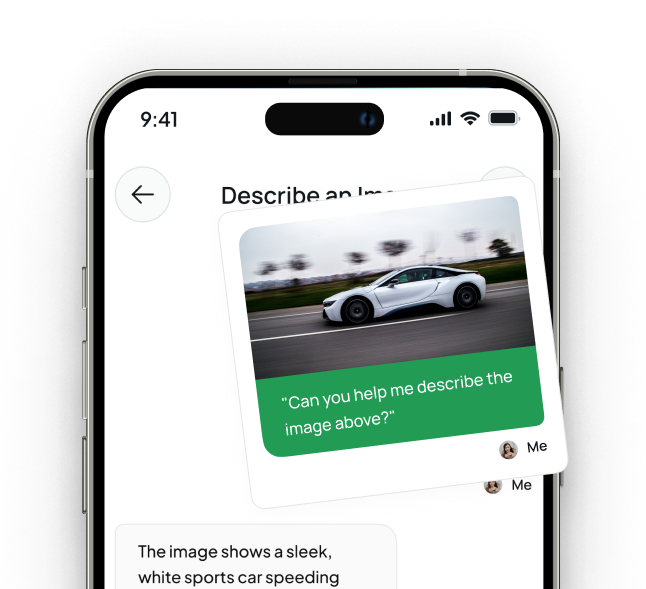 9:41
Describe an Ima
"Can you help me describe the
image above?"
Me
Me
The image shows a sleek,
white sports car speeding